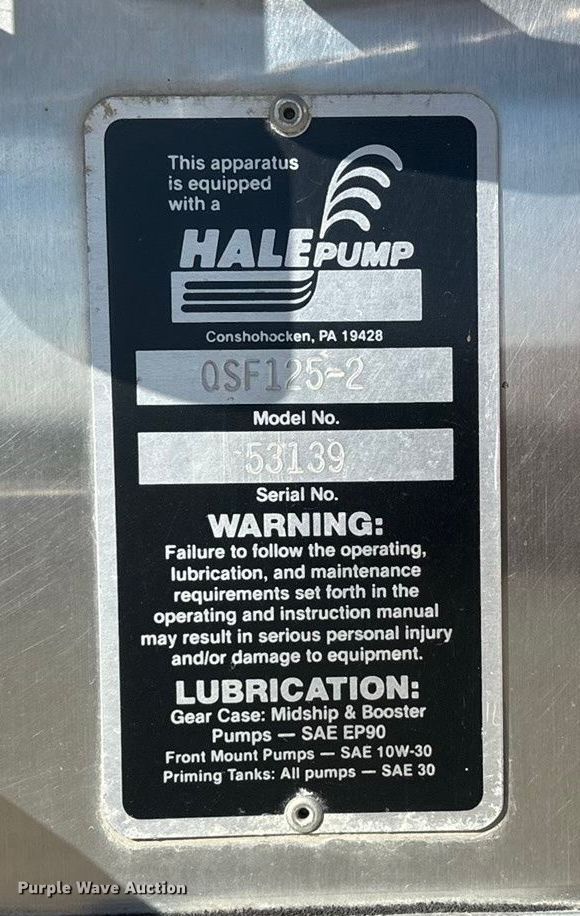 This apparatus
is equipped
with a
HALE PUMP
Conshohocken, PA 19428
QSF125-2
Model No.
53139
Serial No.
WARNING:
Failure to follow the operating,
lubrication, and maintenance
requirements set forth in the
operating and instruction manual
may result in serious personal injury
and/or damage to equipment.
LUBRICATION:
Gear Case: Midship & Booster
Pumps — SAE EP90
Front Mount Pumps — SAE 10W-30
Priming Tanks: All pumps — SAE 30
Purple Wave Auction